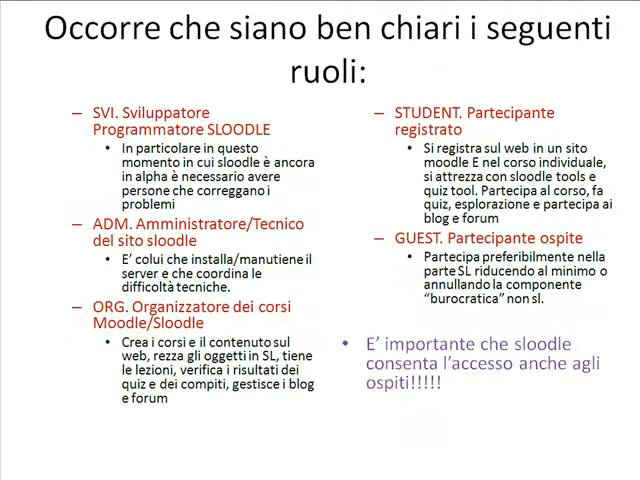 Occorre che siano ben chiari i seguenti
ruoli:
– SVI. Sviluppatore
Programmatore SLOODLE
• In particolare in questo
momento in cui sloodle è ancora
in alpha è necessario avere
persone che correggano i
problemi
– ADM. Amministratore/Tecnico
del sito sloodle
• E’ colui che installa/manutiene il
server e che coordina le
difficoltà tecniche.
– ORG. Organizzatore dei corsi
Moodle/Sloodle
• Crea i corsi e il contenuto sul
web, rezza gli oggetti in SL, tiene
le lezioni, verifica i risultati dei
quiz e dei compiti, gestisce i blog
e forum
– STUDENT. Partecipante
registrato
• Si registra sul web in un sito
moodle E nel corso individuale,
si attrezza con sloodle tools e
quiz tool. Partecipa al corso, fa
quiz, esplorazione e partecipa ai
blog e forum
– GUEST. Partecipante ospite
• Partecipa preferibilmente nella
parte SL riducendo al minimo o
annullando la componente
“burocratica” non sl.
• E’ importante che sloodle
consenta l’accesso anche agli
ospiti!!!!!